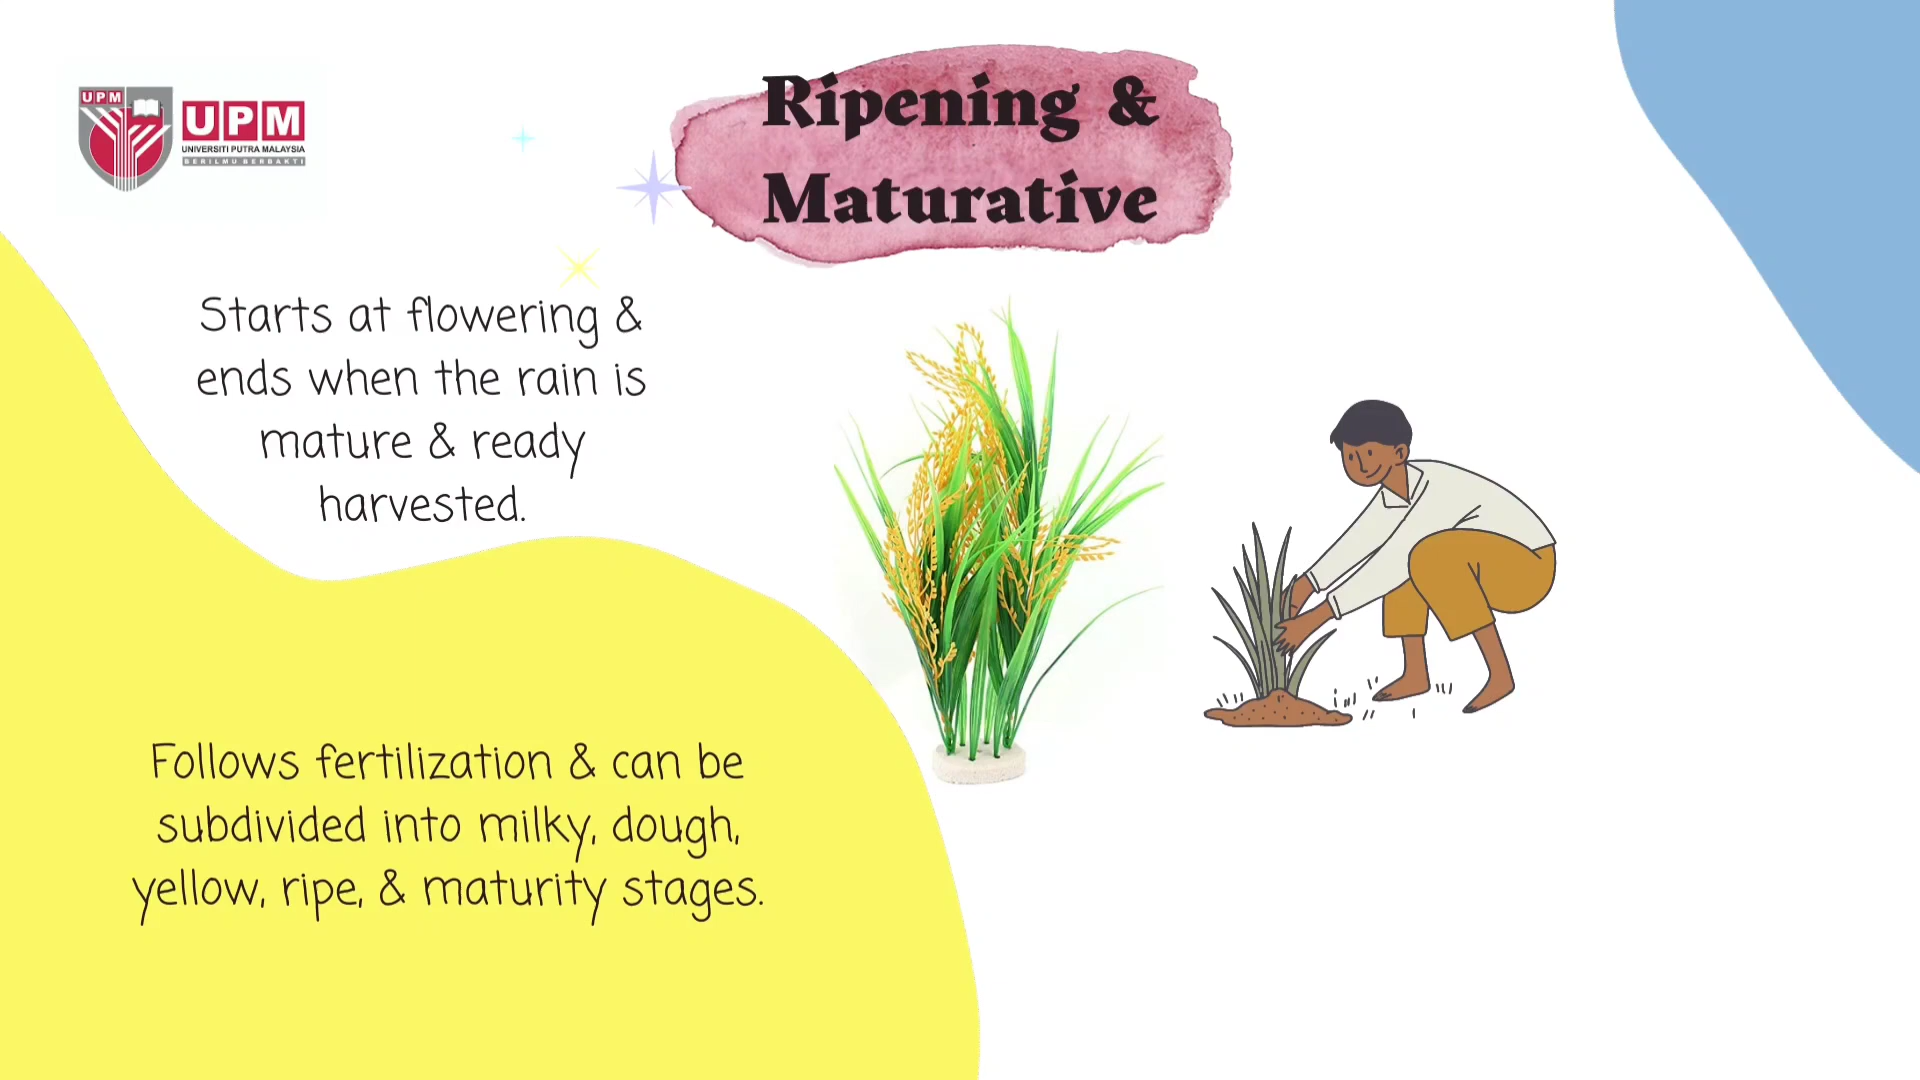 UPM
UPM
UNIVERSITI PUTRA MALAYSIA
BERILMU BERBAKTI
Ripening &
Maturative
Starts at flowering &
ends when the rain is
mature & ready
harvested.
Follows fertilization & can be
subdivided into milky, dough,
yellow, ripe, & maturity stages.